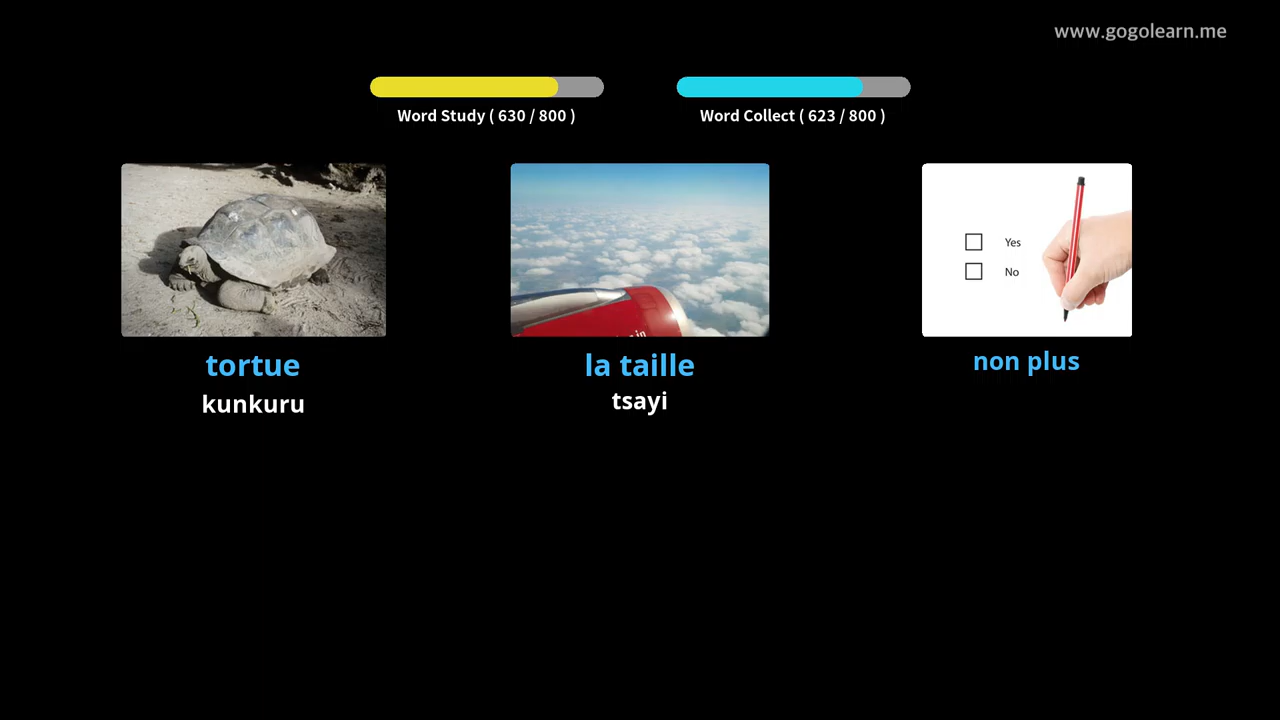 www.gogolearn.me
Word Study ( 630 / 800 )
Word Collect ( 623 / 800 )
Yes
No
tortue
la taille
non plus
kunkuru
tsayi